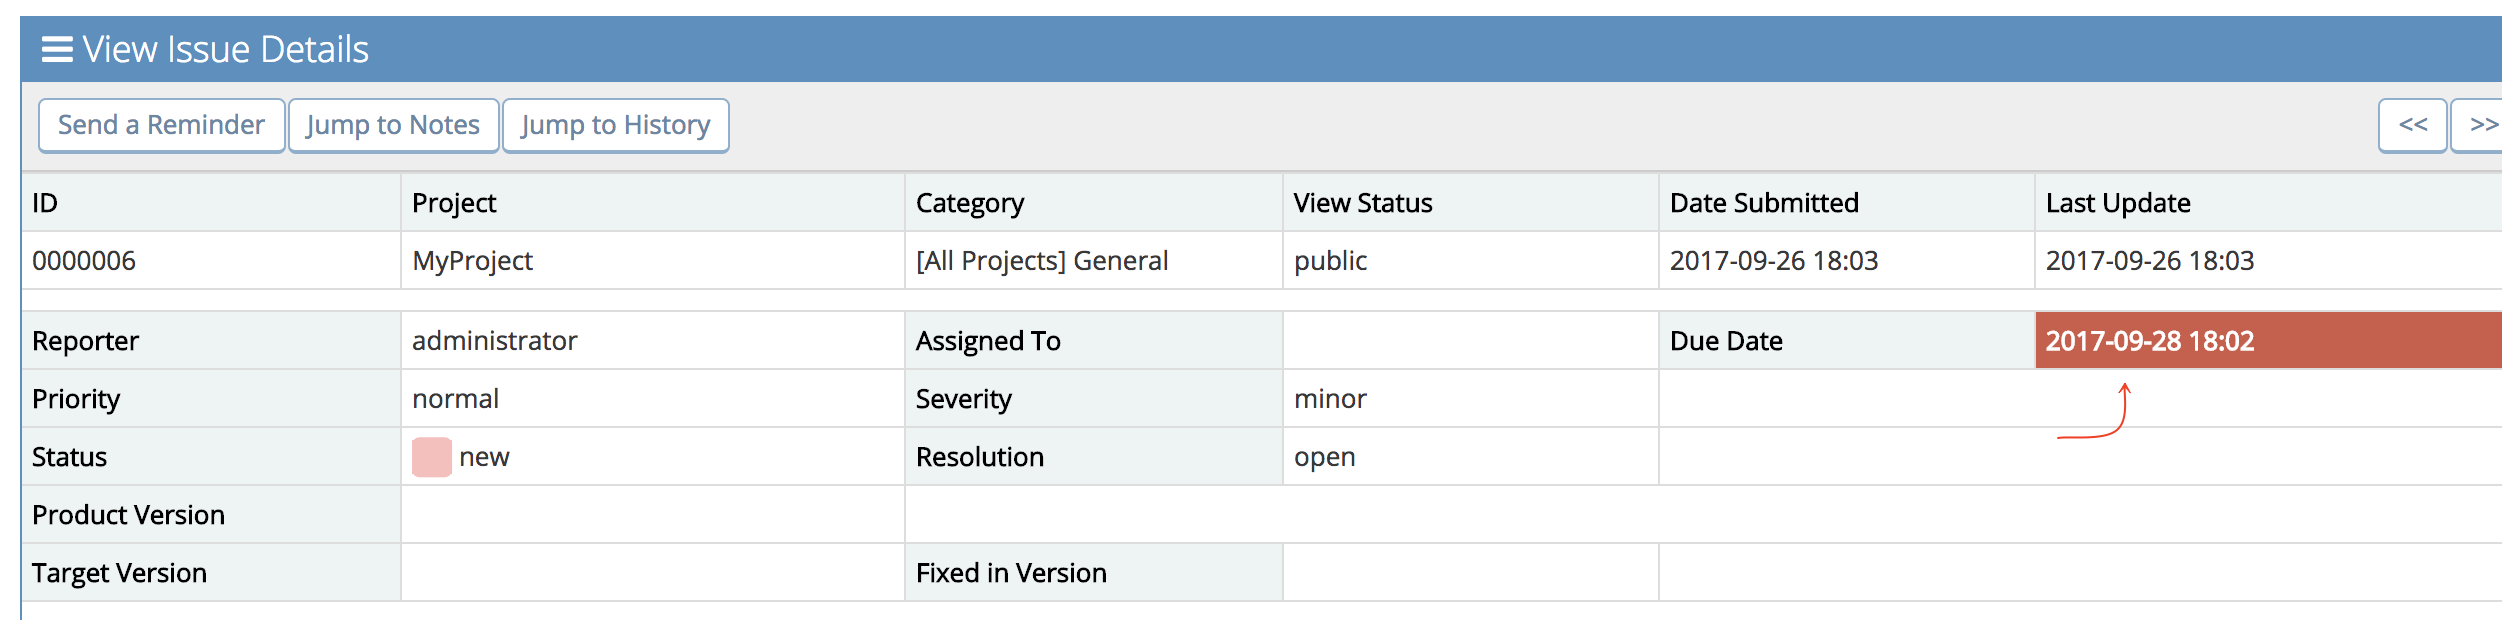 View Issue Details
Send a Reminder Jump to Notes Jump to History << >>
ID Project Category View Status Date Submitted Last Update
0000006 MyProject [All Projects] General public 2017-09-26 18:03 2017-09-26 18:03
Reporter administrator Assigned To Due Date 2017-09-28 18:02
Priority normal Severity minor
Status new Resolution open
Product Version
Target Version Fixed in Version